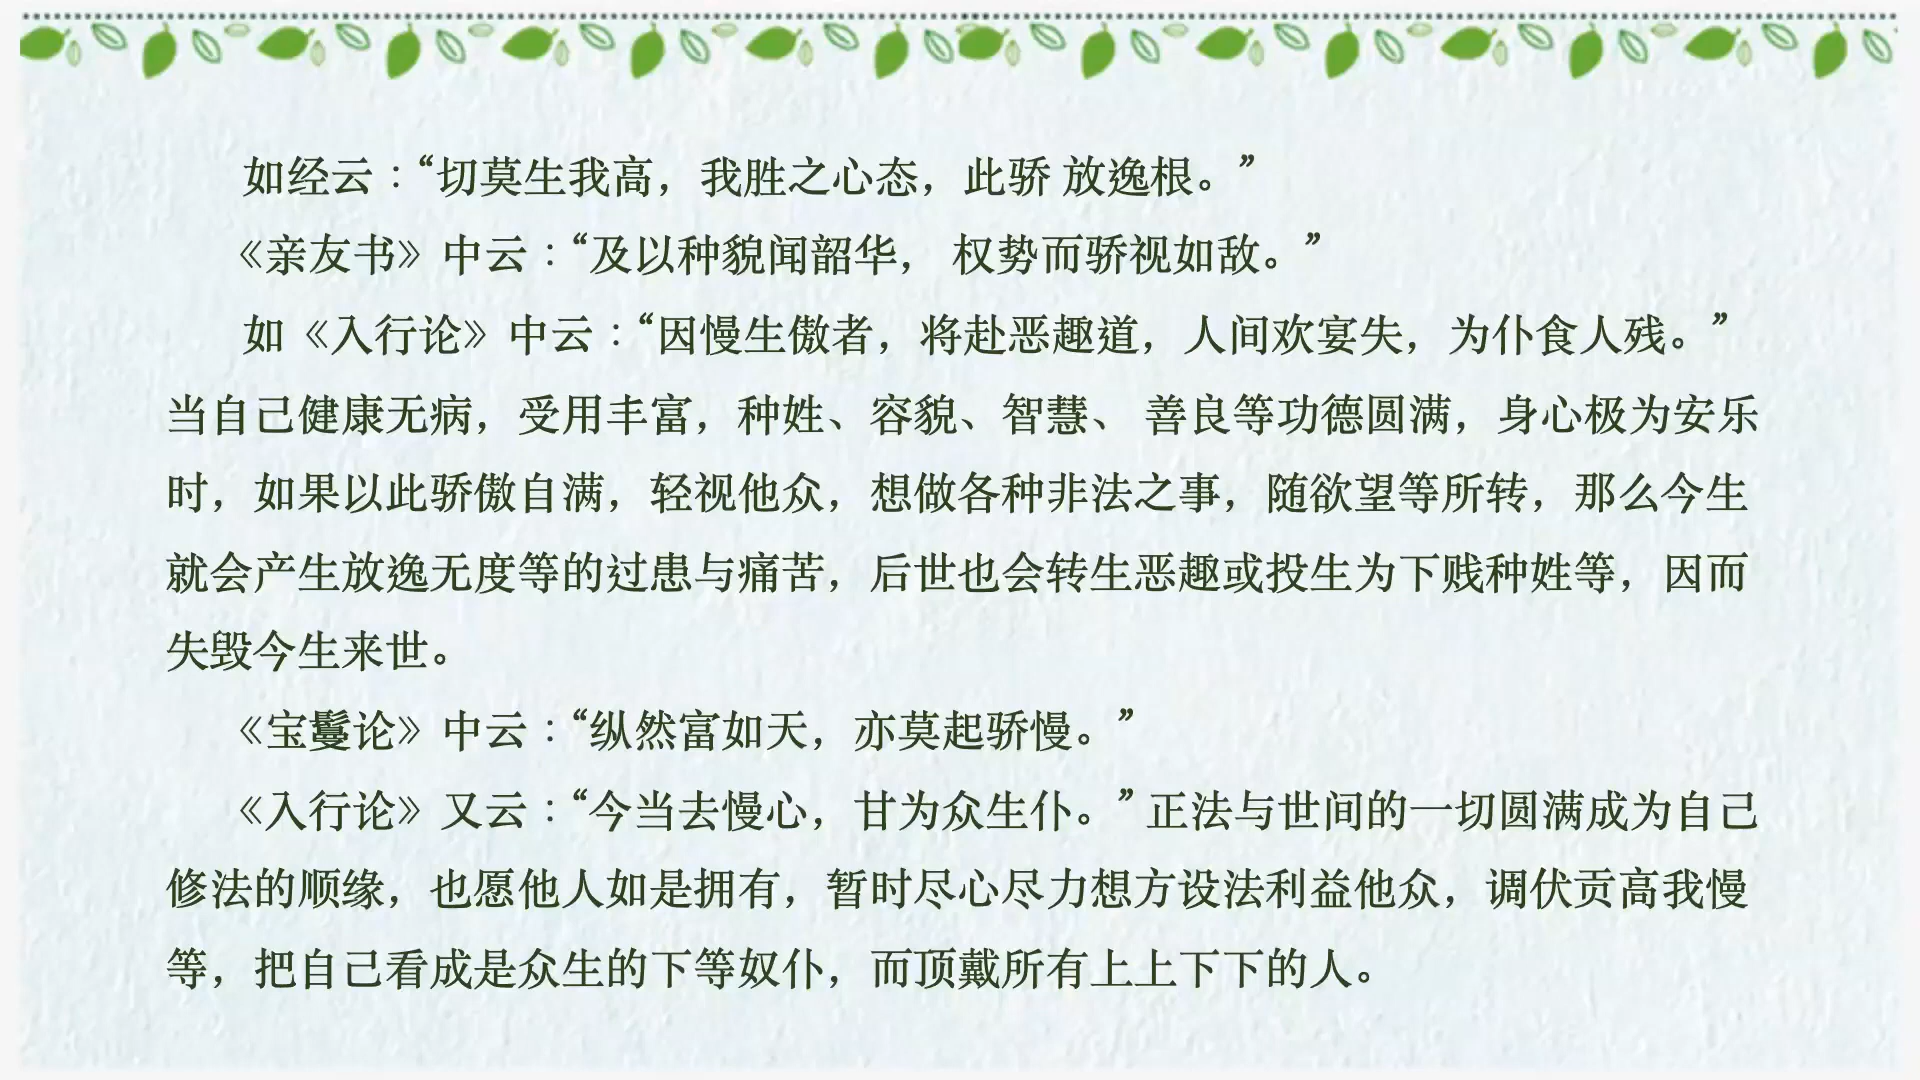 如经云：“切莫生我高，我胜之心态，此骄 放逸根。”
《亲友书》中云：“及以种貌闻韶华， 权势而骄视如敌。”
如《入行论》中云：“因慢生傲者，将赴恶趣道，人间欢宴失，为仆食人残。”
当自己健康无病，受用丰富，种姓、容貌、智慧、 善良等功德圆满，身心极为安乐
时，如果以此骄傲自满，轻视他众，想做各种非法之事，随欲望等所转，那么今生
就会产生放逸无度等的过患与痛苦，后世也会转生恶趣或投生为下贱种姓等，因而
失毁今生来世。
《宝鬘论》中云：“纵然富如天，亦莫起骄慢。”
《入行论》又云：“今当去慢心，甘为众生仆。”正法与世间的一切圆满成为自己
修法的顺缘，也愿他人如是拥有，暂时尽心尽力想方设法利益他众，调伏贡高我慢
等，把自己看成是众生的下等奴仆，而顶戴所有上上下下的人。